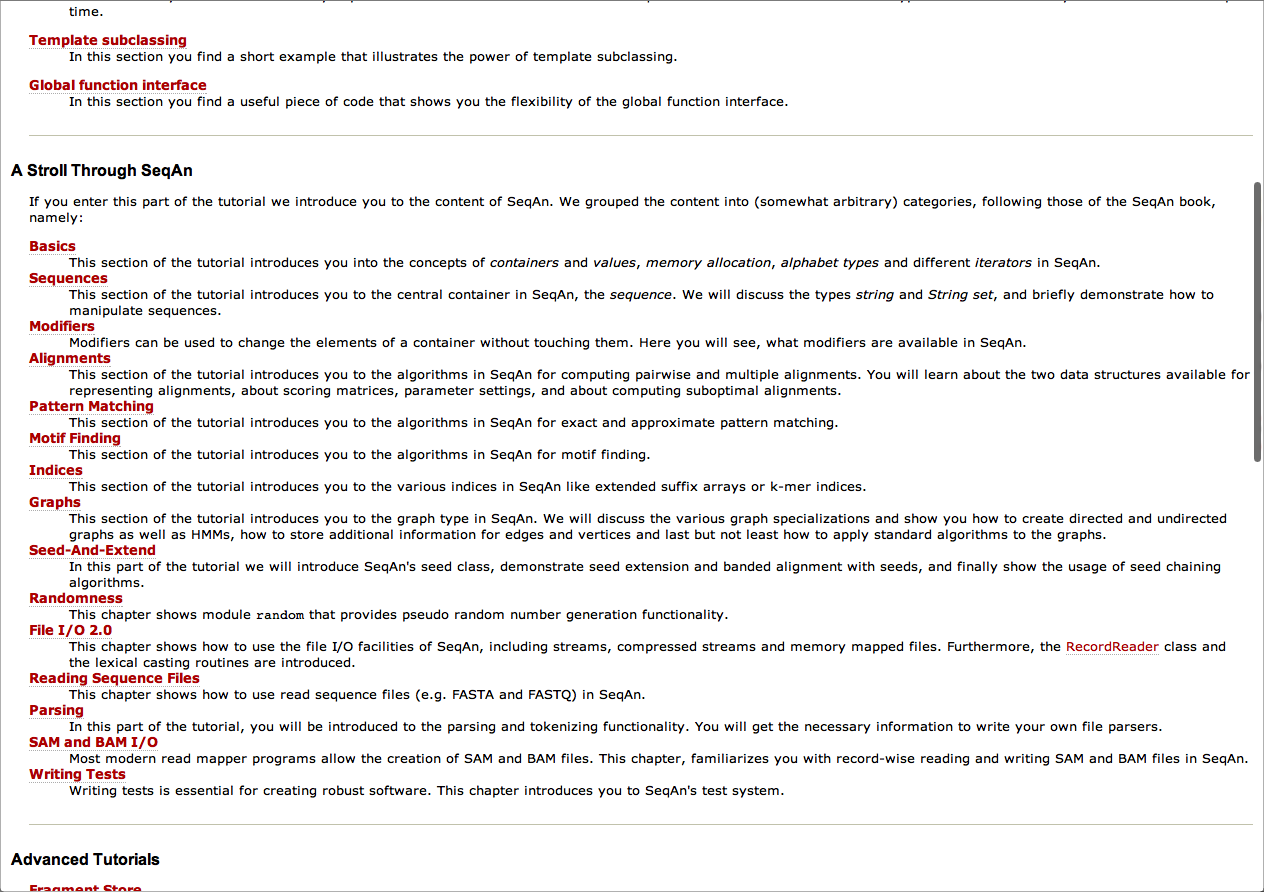 time.
Template subclassing
In this section you find a short example that illustrates the power of template subclassing.
Global function interface
In this section you find a useful piece of code that shows you the flexibility of the global function interface.
A Stroll Through SeqAn
If you enter this part of the tutorial we introduce you to the content of SeqAn. We grouped the content into (somewhat arbitrary) categories, following those of the SeqAn book,
namely:
Basics
This section of the tutorial introduces you into the concepts of containers and values, memory allocation, alphabet types and different iterators in SeqAn.
Sequences
This section of the tutorial introduces you to the central container in SeqAn, the sequence. We will discuss the types string and String set, and briefly demonstrate how to
manipulate sequences.
Modifiers
Modifiers can be used to change the elements of a container without touching them. Here you will see, what modifiers are available in SeqAn.
Alignments
This section of the tutorial introduces you to the algorithms in SeqAn for computing pairwise and multiple alignments. You will learn about the two data structures available for
representing alignments, about scoring matrices, parameter settings, and about computing suboptimal alignments.
Pattern Matching
This section of the tutorial introduces you to the algorithms in SeqAn for exact and approximate pattern matching.
Motif Finding
This section of the tutorial introduces you to the algorithms in SeqAn for motif finding.
Indices
This section of the tutorial introduces you to the various indices in SeqAn like extended suffix arrays or k-mer indices.
Graphs
This section of the tutorial introduces you to the graph type in SeqAn. We will discuss the various graph specializations and show you how to create directed and undirected
graphs as well as HMMs, how to store additional information for edges and vertices and last but not least how to apply standard algorithms to the graphs.
Seed-And-Extend
In this part of the tutorial we will introduce SeqAn's seed class, demonstrate seed extension and banded alignment with seeds, and finally show the usage of seed chaining
algorithms.
Randomness
This chapter shows module random that provides pseudo random number generation functionality.
File I/O 2.0
This chapter shows how to use the file I/O facilities of SeqAn, including streams, compressed streams and memory mapped files. Furthermore, the RecordReader class and
the lexical casting routines are introduced.
Reading Sequence Files
This chapter shows how to use read sequence files (e.g. FASTA and FASTQ) in SeqAn.
Parsing
In this part of the tutorial, you will be introduced to the parsing and tokenizing functionality. You will get the necessary information to write your own file parsers.
SAM and BAM I/O
Most modern read mapper programs allow the creation of SAM and BAM files. This chapter, familiarizes you with record-wise reading and writing SAM and BAM files in SeqAn.
Writing Tests
Writing tests is essential for creating robust software. This chapter introduces you to SeqAn's test system.
Advanced Tutorials
Fragment Store